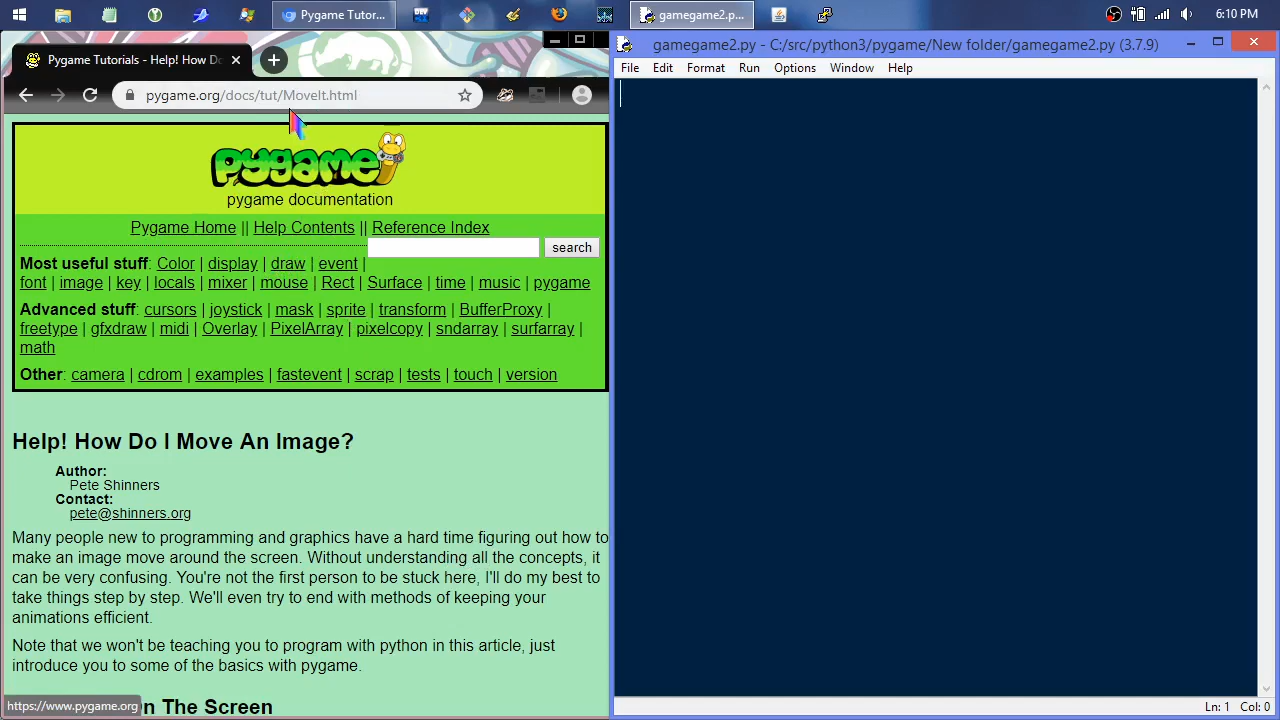 Pygame Tutor... gamegame2.p... 6:10 PM
Pygame Tutorials - Help! How Do
gamegame2.py - C:/src/python3/pygame/New folder/gamegame2.py (3.7.9)
pygame.org/docs/tut/MoveIt.html
File Edit Format Run Options Window Help
pygame
pygame documentation
Pygame Home || Help Contents || Reference Index
search
Most useful stuff: Color | display | draw | event |
font | image | key | locals | mixer | mouse | Rect | Surface | time | music | pygame
Advanced stuff: cursors | joystick | mask | sprite | transform | BufferProxy |
freetype | gfxdraw | midi | Overlay | PixelArray | pixelcopy | sndarray | surfarray |
math
Other: camera | cdrom | examples | fastevent | scrap | tests | touch | version
Help! How Do I Move An Image?
Author:
Pete Shinners
Contact:
pete@shinners.org
Many people new to programming and graphics have a hard time figuring out how to
make an image move around the screen. Without understanding all the concepts, it
can be very confusing. You're not the first person to be stuck here, I'll do my best to
take things step by step. We'll even try to end with methods of keeping your
animations efficient.
Note that we won't be teaching you to program with python in this article, just
introduce you to some of the basics with pygame.
n The Screen
https://www.pygame.org
Ln: 1 Col: 0